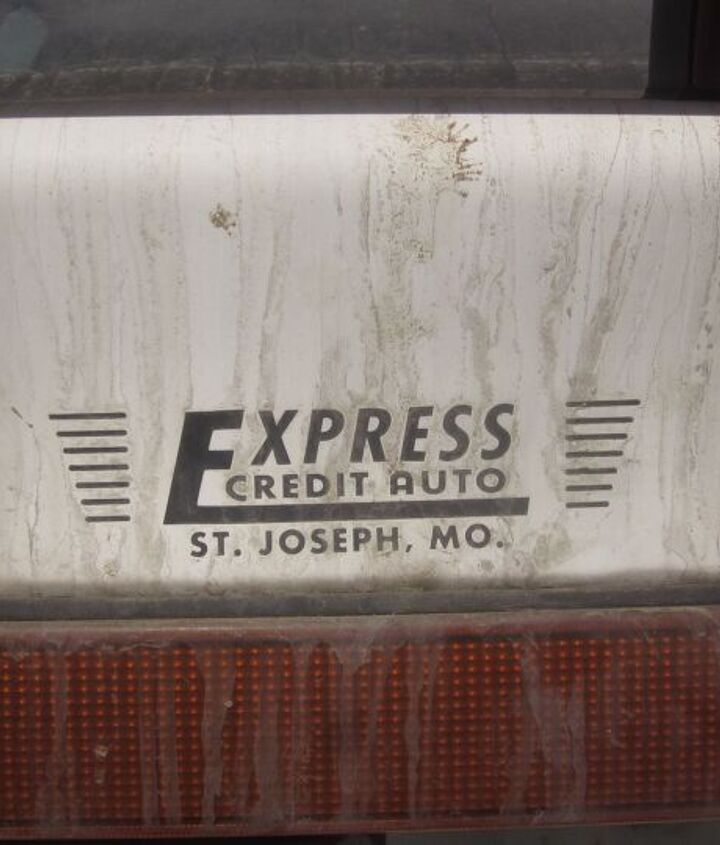 EXPRESS
CREDIT AUTO
ST. JOSEPH, MO.